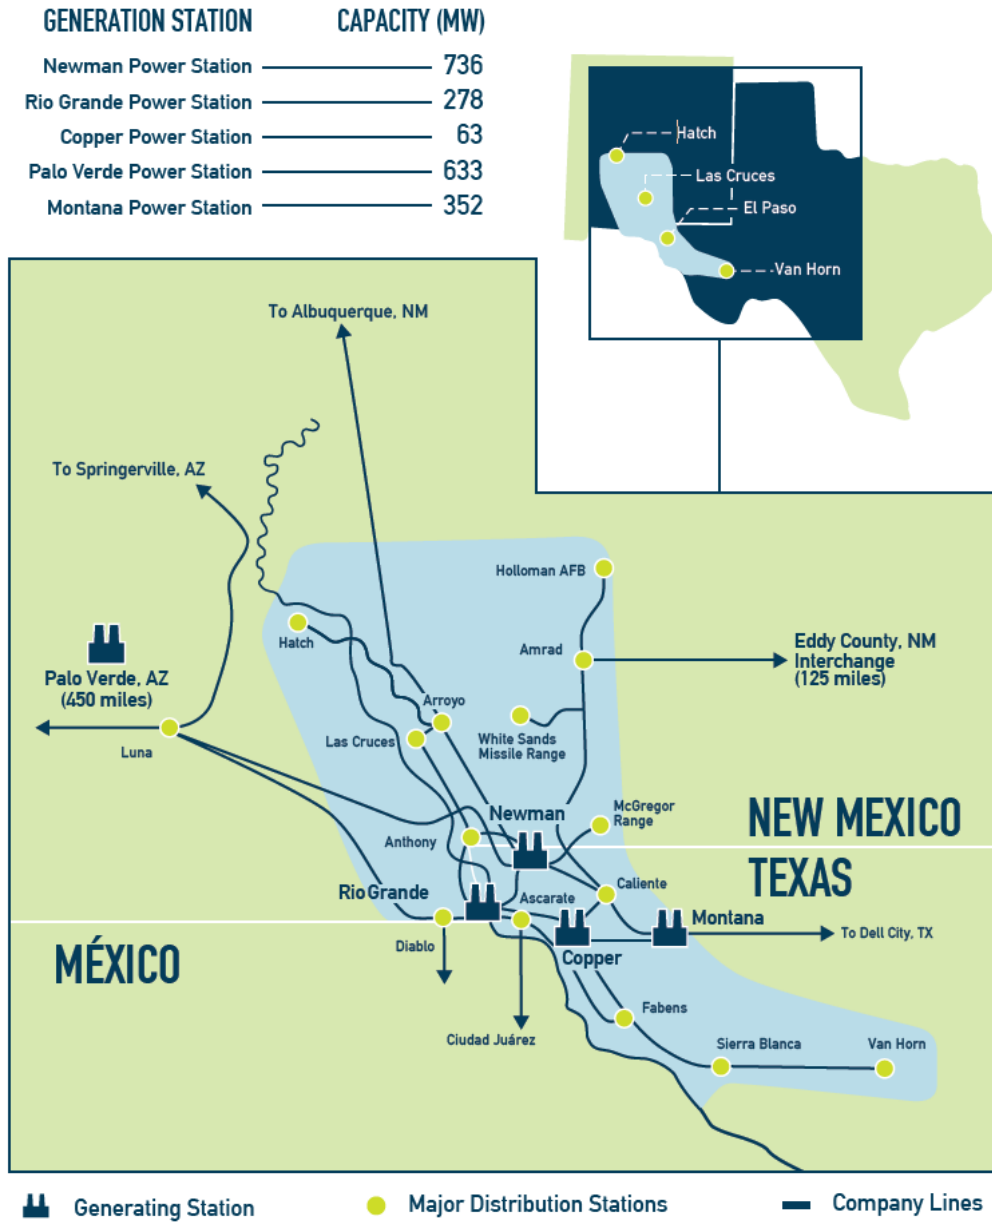 GENERATION STATION CAPACITY (MW)
Newman Power Station 736
Rio Grande Power Station 278
Copper Power Station 63
Palo Verde Power Station 633
Montana Power Station 352
Hatch
Las Cruces
El Paso
Van Horn
To Albuquerque, NM
To Springerville, AZ
Holloman AFB
Hatch
Amrad
Eddy County, NM
Interchange
(125 miles)
Palo Verde, AZ
(450 miles)
Arroyo
Luna
Las Cruces
White Sands
Missile Range
Newman
McGregor
Range
NEW MEXICO
Anthony
TEXAS
Rio Grande
Ascarate
Caliente
Montana
Diablo
To Dell City, TX
MÉXICO
Copper
Fabens
Ciudad Juárez
Sierra Blanca
Van Horn
Generating Station
Major Distribution Stations
Company Lines